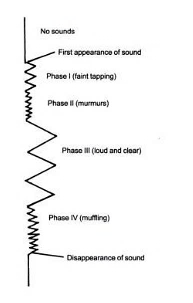 No sounds
First appearance of sound
Phase I (faint tapping)
Phase II (murmurs)
Phase III (loud and clear)
Phase IV (muffling)
Disappearance of sound